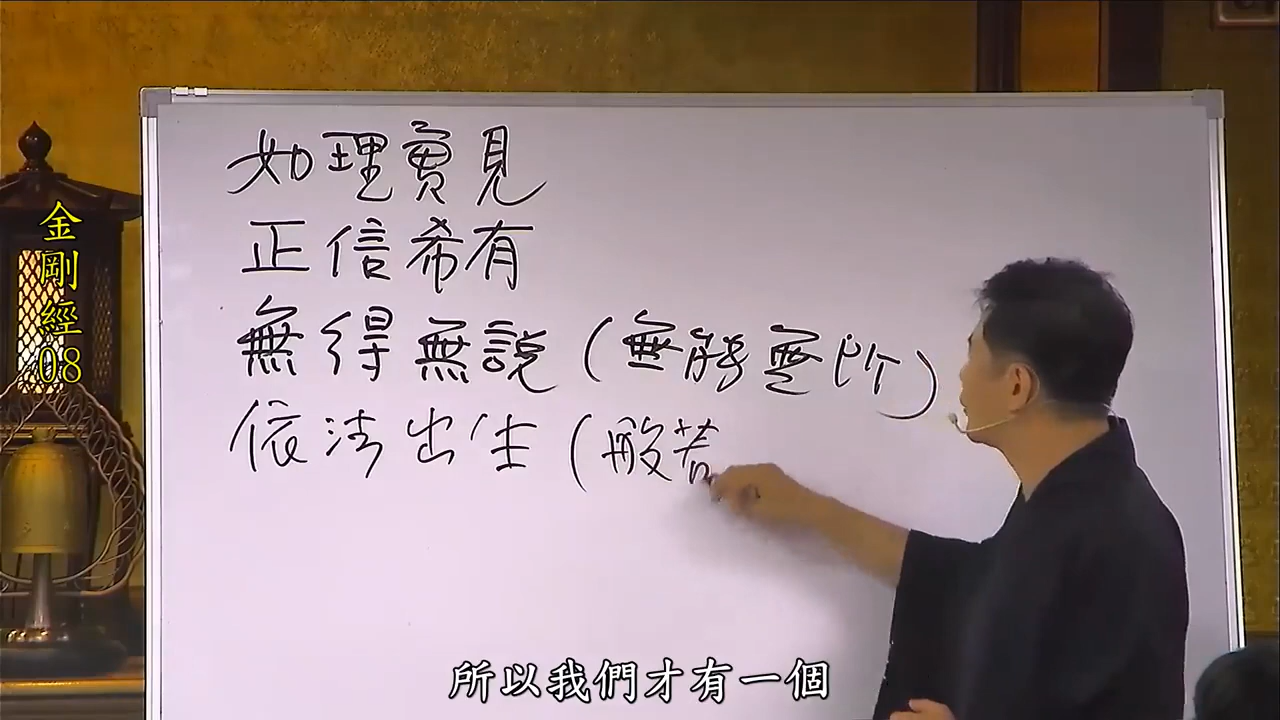 金剛經08
如理實見
正信希有
無得無說(無能無所)
依法出生(般若
所以我們才有一個